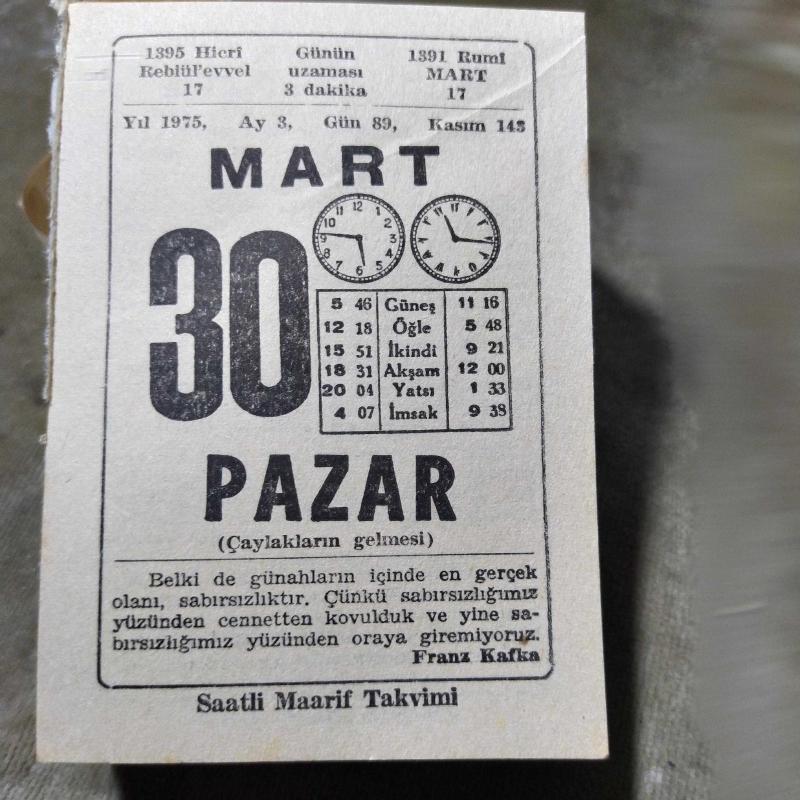 1395 Hicrî Günün 1391 Rumî
Rebiül'evvel uzaması MART
17 3 dakika 17
Yıl 1975, Ay 3, Gün 89, Kasım 143
MART
30
5 46 Güneş 11 16
12 18 Öğle 5 48
15 51 İkindi 9 21
18 31 Akşam 12 00
20 04 Yatsı 1 33
4 07 İmsak 9 38
PAZAR
(Çaylakların gelmesi)
Belki de günahların içinde en gerçek
olanı, sabırsızlıktır. Çünkü sabırsızlığımız
yüzünden cennetten kovulduk ve yine sa-
bırsızlığımız yüzünden oraya giremiyoruz.
Franz Kafka
Saatli Maarif Takvimi